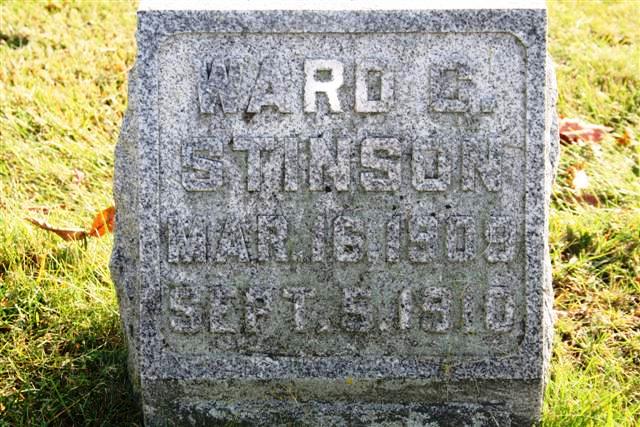 WARD G.
STINSON
MAR. 16. 1909
SEPT. 5. 1910